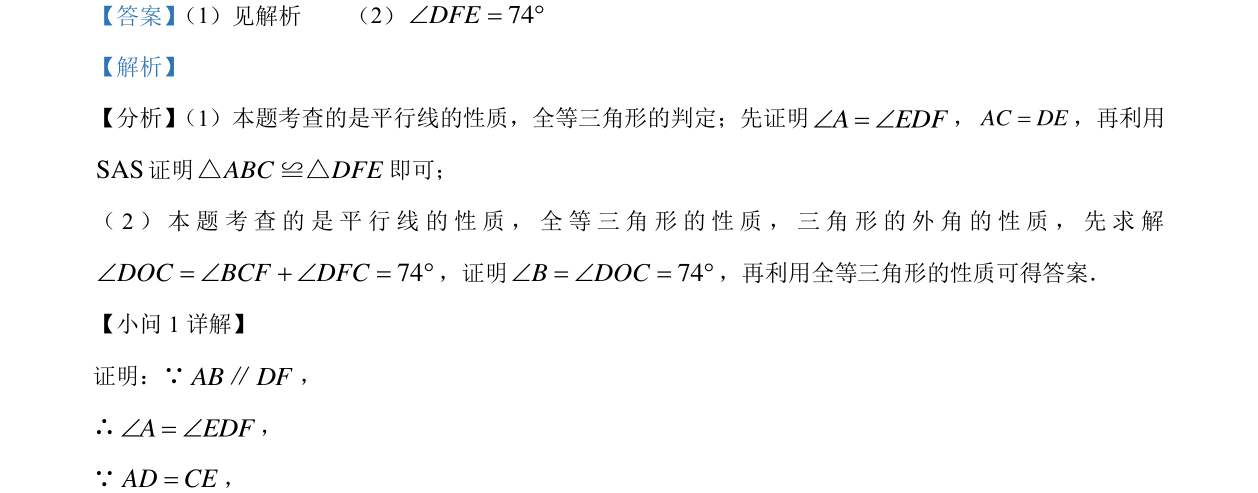 【答案】（1）见解析 （2）∠DFE = 74°
【解析】
【分析】（1）本题考查的是平行线的性质，全等三角形的判定；先证明∠A = ∠EDF，AC = DE，再利用
SAS证明△ABC ≌△DFE 即可；
（2）本题考查的是平行线的性质，全等三角形的性质，三角形的外角的性质，先求解
∠DOC = ∠BCF + ∠DFC = 74°，证明∠B = ∠DOC = 74°，再利用全等三角形的性质可得答案.
【小问 1 详解】
证明：∵ AB∥DF，
∴∠A = ∠EDF，
∵ AD = CE，